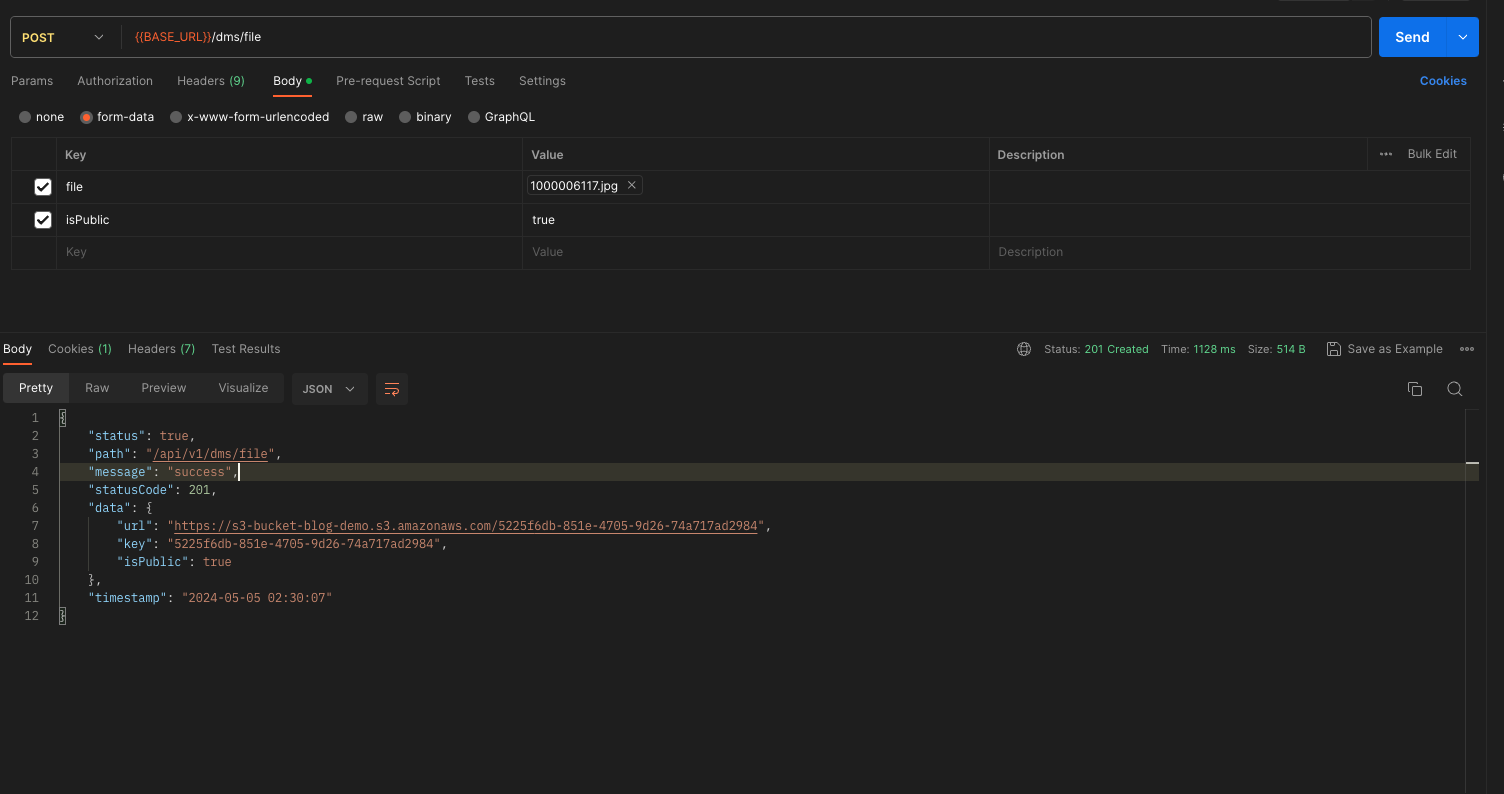 POST {{BASE_URL}}/dms/file Send
Params Authorization Headers (9) Body Pre-request Script Tests Settings Cookies
none form-data x-www-form-urlencoded raw binary GraphQL
Key Value Description Bulk Edit
file 1000006117.jpg
isPublic true
Key Value Description
Body Cookies (1) Headers (7) Test Results Status: 201 Created Time: 1128 ms Size: 514 B Save as Example
Pretty Raw Preview Visualize JSON
1 {
2 "status": true,
3 "path": "/api/v1/dms/file",
4 "message": "success",
5 "statusCode": 201,
6 "data": {
7 "url": "https://s3-bucket-blog-demo.s3.amazonaws.com/5225f6db-851e-4705-9d26-74a717ad2984",
8 "key": "5225f6db-851e-4705-9d26-74a717ad2984",
9 "isPublic": true
10 },
11 "timestamp": "2024-05-05 02:30:07"
12 }